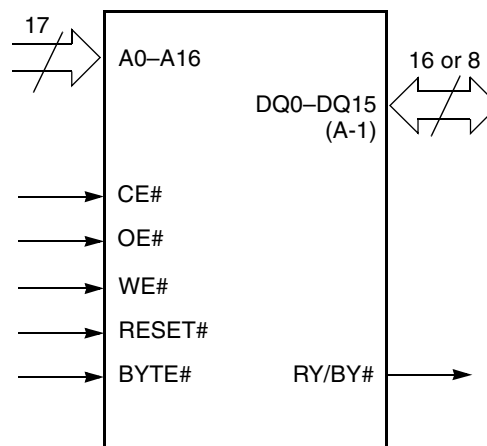 17
A0–A16
16 or 8
DQ0–DQ15
(A-1)
CE#
OE#
WE#
RESET#
BYTE#
RY/BY#